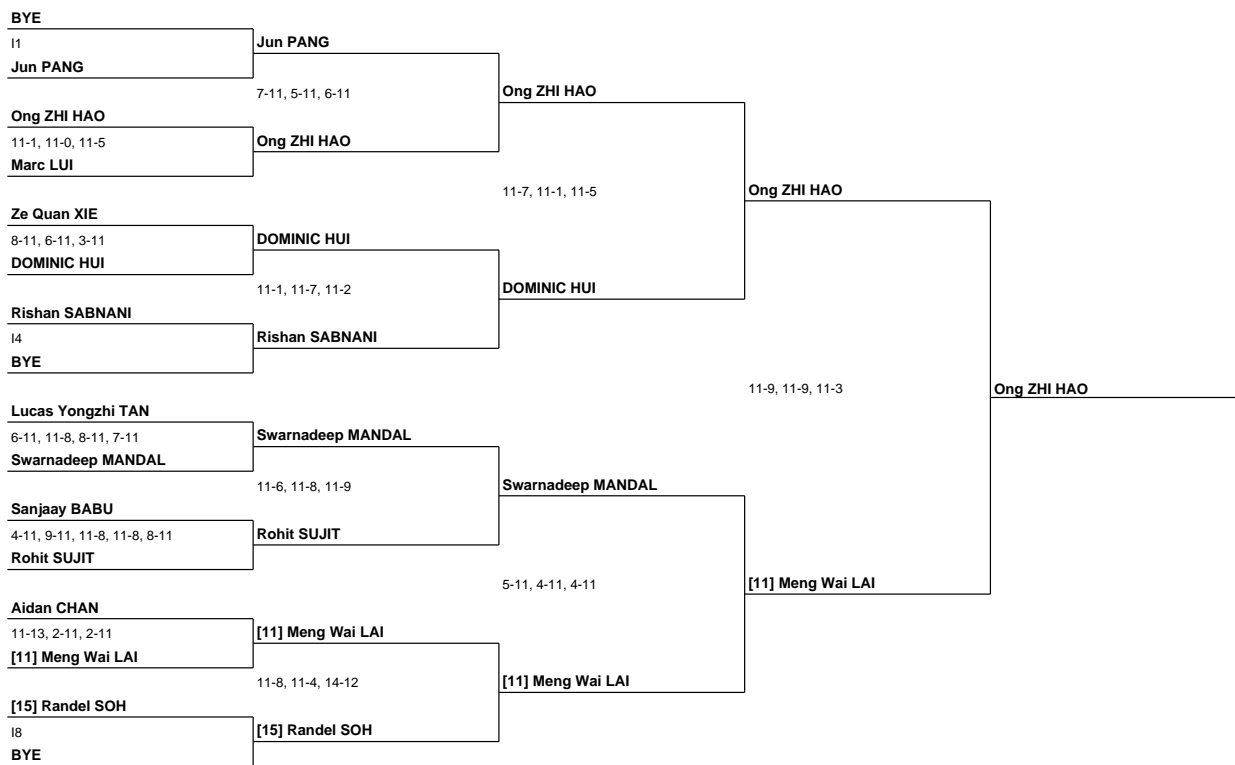 BYE
I1
Jun PANG
Jun PANG
7-11, 5-11, 6-11
Ong ZHI HAO
Ong ZHI HAO
11-1, 11-0, 11-5
Ong ZHI HAO
Marc LUI
11-7, 11-1, 11-5
Ong ZHI HAO
Ze Quan XIE
8-11, 6-11, 3-11
DOMINIC HUI
DOMINIC HUI
11-1, 11-7, 11-2
DOMINIC HUI
Rishan SABNANI
I4
Rishan SABNANI
BYE
11-9, 11-9, 11-3
Ong ZHI HAO
Lucas Yongzhi TAN
6-11, 11-8, 8-11, 7-11
Swarnadeep MANDAL
Swarnadeep MANDAL
11-6, 11-8, 11-9
Swarnadeep MANDAL
Sanjaay BABU
4-11, 9-11, 11-8, 11-8, 8-11
Rohit SUJIT
Rohit SUJIT
5-11, 4-11, 4-11
[11] Meng Wai LAI
Aidan CHAN
11-13, 2-11, 2-11
[11] Meng Wai LAI
[11] Meng Wai LAI
11-8, 11-4, 14-12
[11] Meng Wai LAI
[15] Randel SOH
I8
[15] Randel SOH
BYE